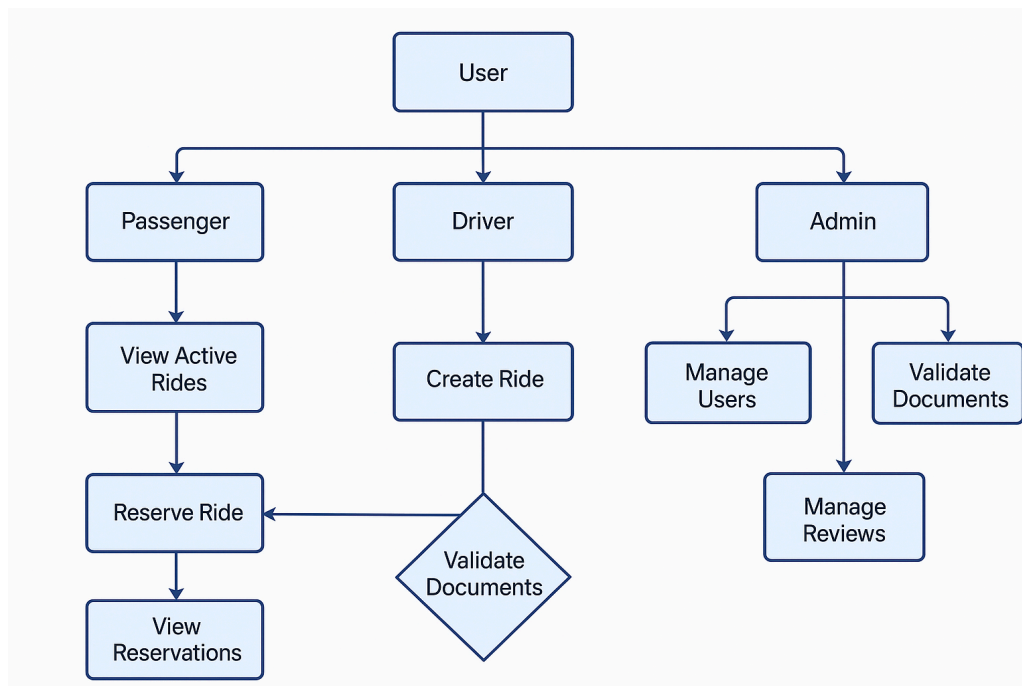 User
Passenger
Driver
Admin
View Active
Rides
Create Ride
Manage
Users
Validate
Documents
Reserve Ride
Manage
Reviews
Validate
Documents
View
Reservations